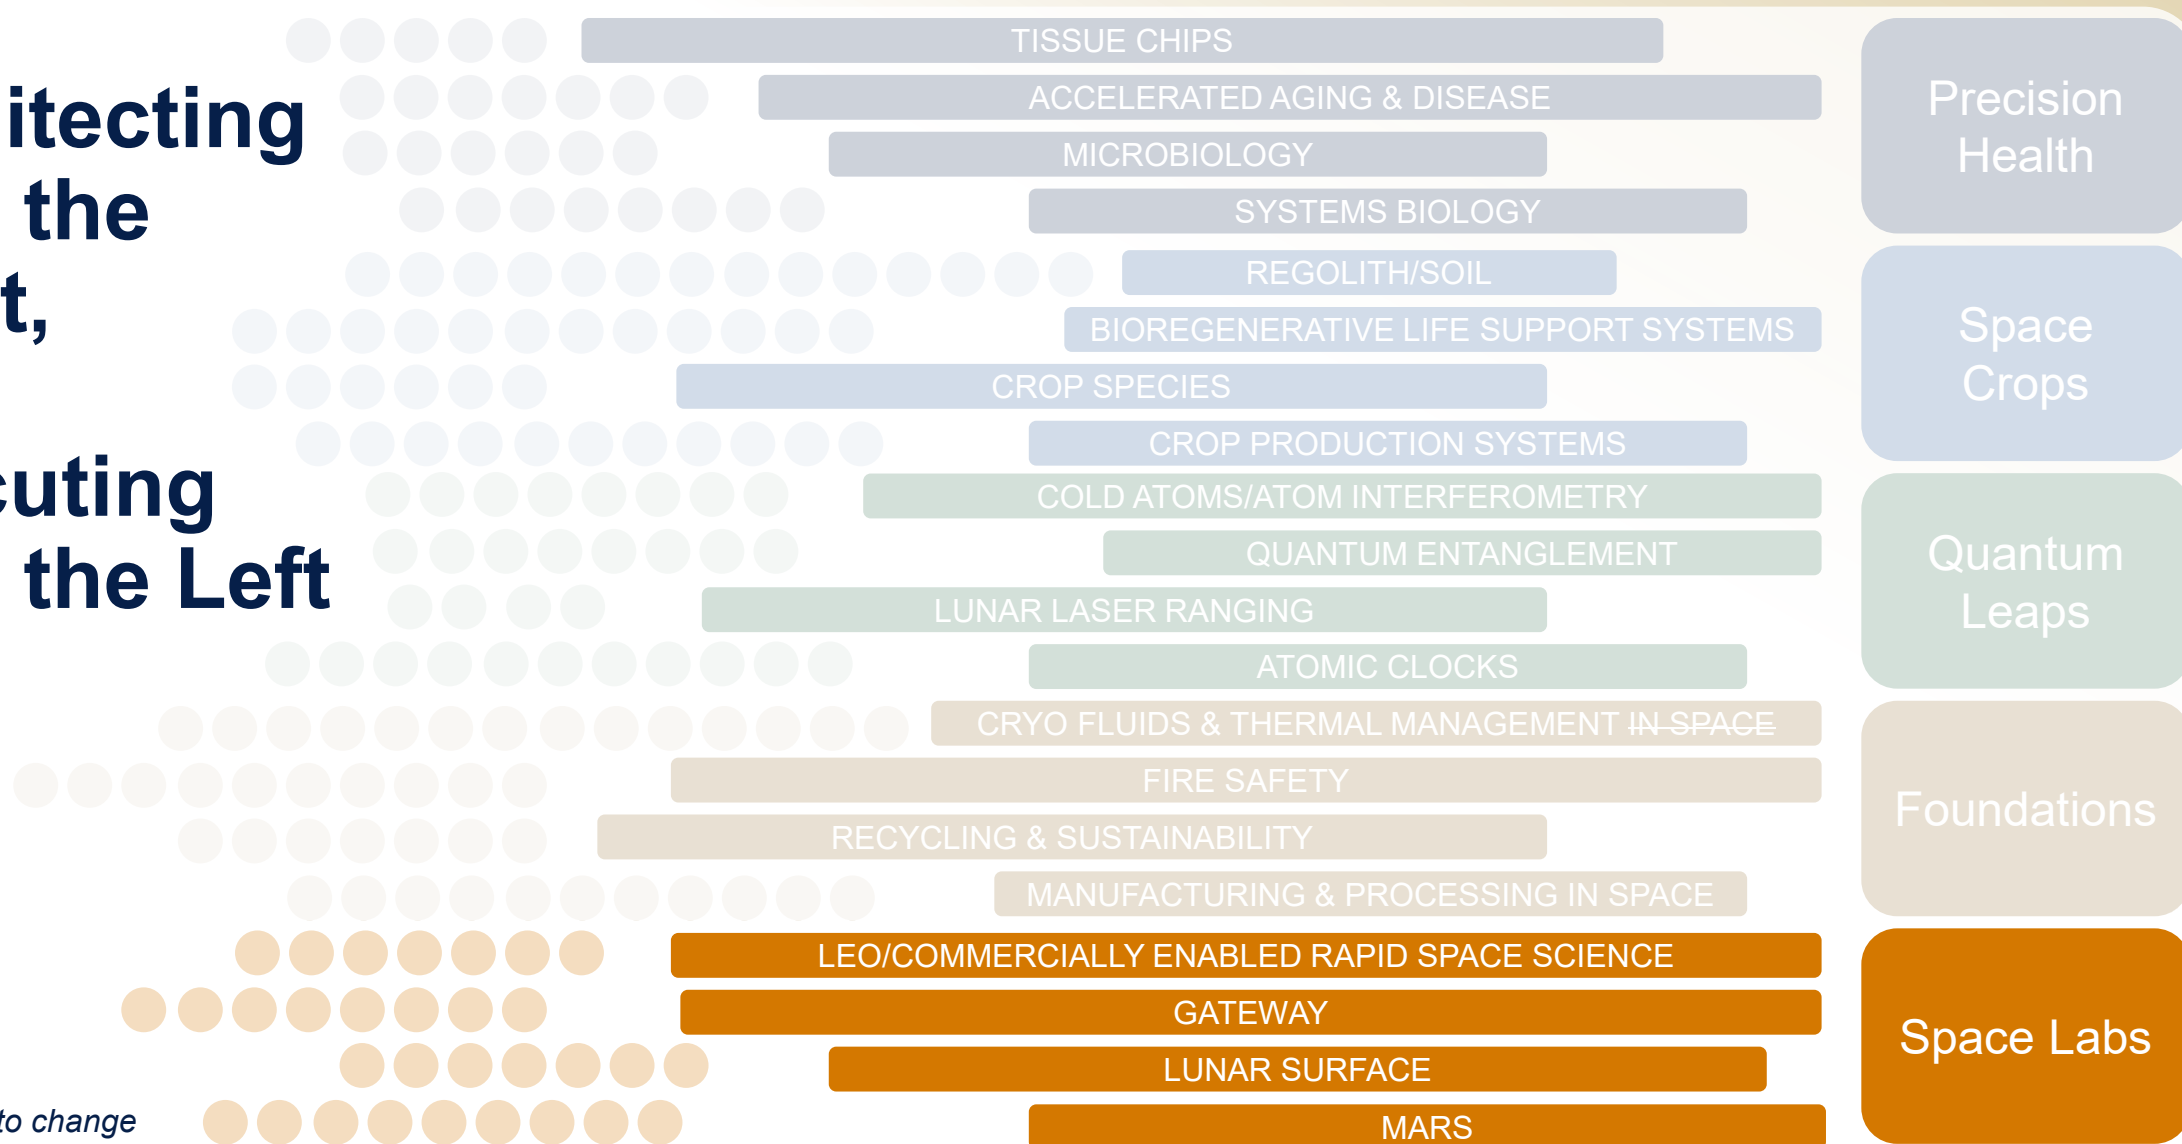 itecting
the
t,
cuting
the Left
to change
TISSUE CHIPS
ACCELERATED AGING & DISEASE
MICROBIOLOGY
SYSTEMS BIOLOGY
Precision
Health
REGOLITH/SOIL
BIOREGENERATIVE LIFE SUPPORT SYSTEMS
CROP SPECIES
CROP PRODUCTION SYSTEMS
Space
Crops
COLD ATOMS/ATOM INTERFEROMETRY
QUANTUM ENTANGLEMENT
LUNAR LASER RANGING
ATOMIC CLOCKS
Quantum
Leaps
CRYO FLUIDS & THERMAL MANAGEMENT IN SPACE
FIRE SAFETY
RECYCLING & SUSTAINABILITY
MANUFACTURING & PROCESSING IN SPACE
Foundations
LEO/COMMERCIALLY ENABLED RAPID SPACE SCIENCE
GATEWAY
LUNAR SURFACE
MARS
Space Labs